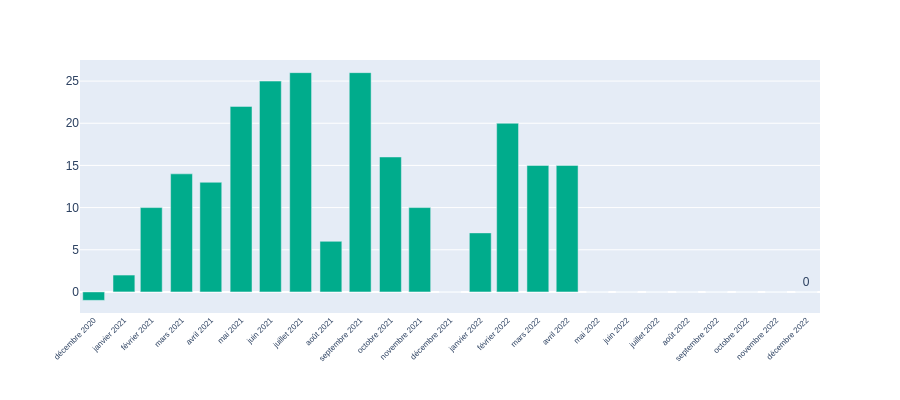 25
20
15
10
5
0
0
décembre 2020
janvier 2021
février 2021
mars 2021
avril 2021
mai 2021
juin 2021
juillet 2021
août 2021
septembre 2021
octobre 2021
novembre 2021
décembre 2021
janvier 2022
février 2022
mars 2022
avril 2022
mai 2022
juin 2022
juillet 2022
août 2022
septembre 2022
octobre 2022
novembre 2022
décembre 2022